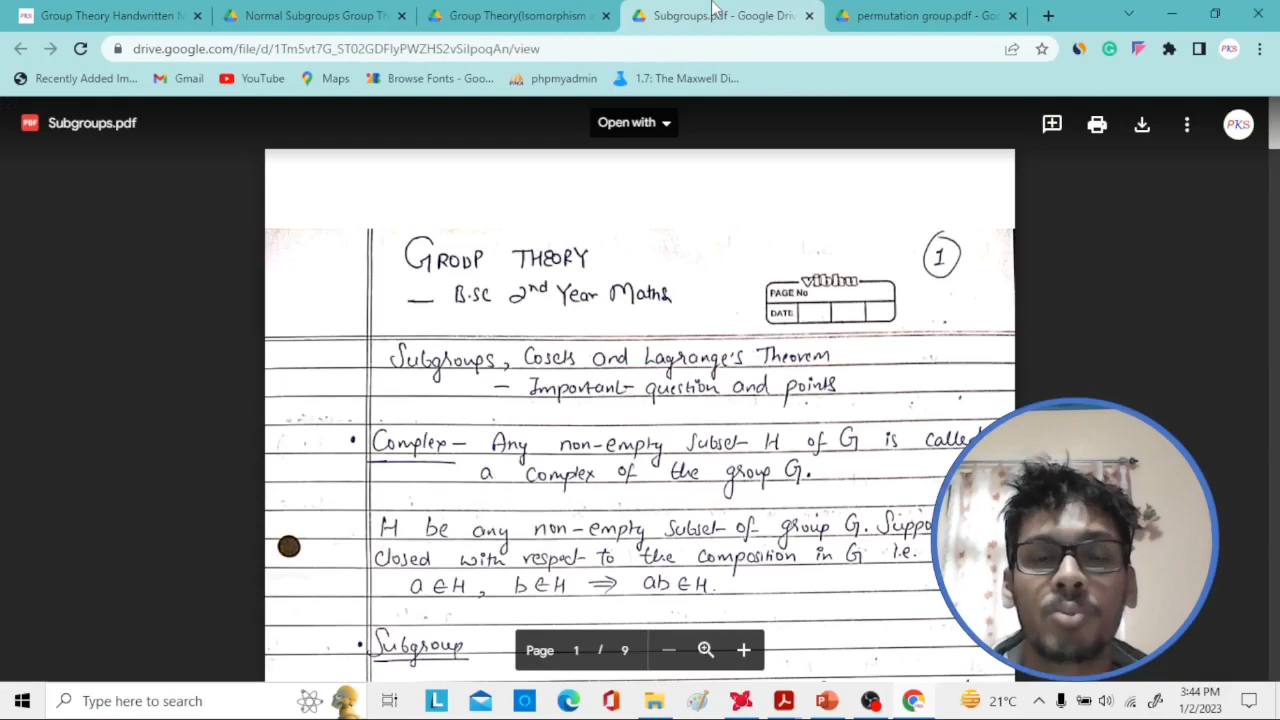 Group Theory Handwritten N
Normal Subgroups Group Th
Group Theory(Isomorphism a
Subgroups.pdf - Google Driv
permutation group.pdf - Goo
drive.google.com/file/d/1Tm5vt7G_ST02GDFlyPWZHS2vSilpoqAn/view
PKS
Recently Added Im...
Gmail
YouTube
Maps
Browse Fonts - Goo...
phpmyadmin
1.7: The Maxwell Di...
PDF Subgroups.pdf
Open with
PKS
GROUP THEORY
1
— B.SC 2nd Year Maths
vibhu
PAGE No
DATE
Subgroups, Cosets and Lagrange's Theorem
- Important question and points
• Complex - Any non-empty subset H of G is called
a complex of the group G.
H be any non-empty subset of group G. Suppo
closed with respect to the composition in G i.e.
a ∈ H, b ∈ H ⇒ ab ∈ H.
• Subgroup
Page 1 / 9
Type here to search
21°C
3:44 PM
1/2/2023